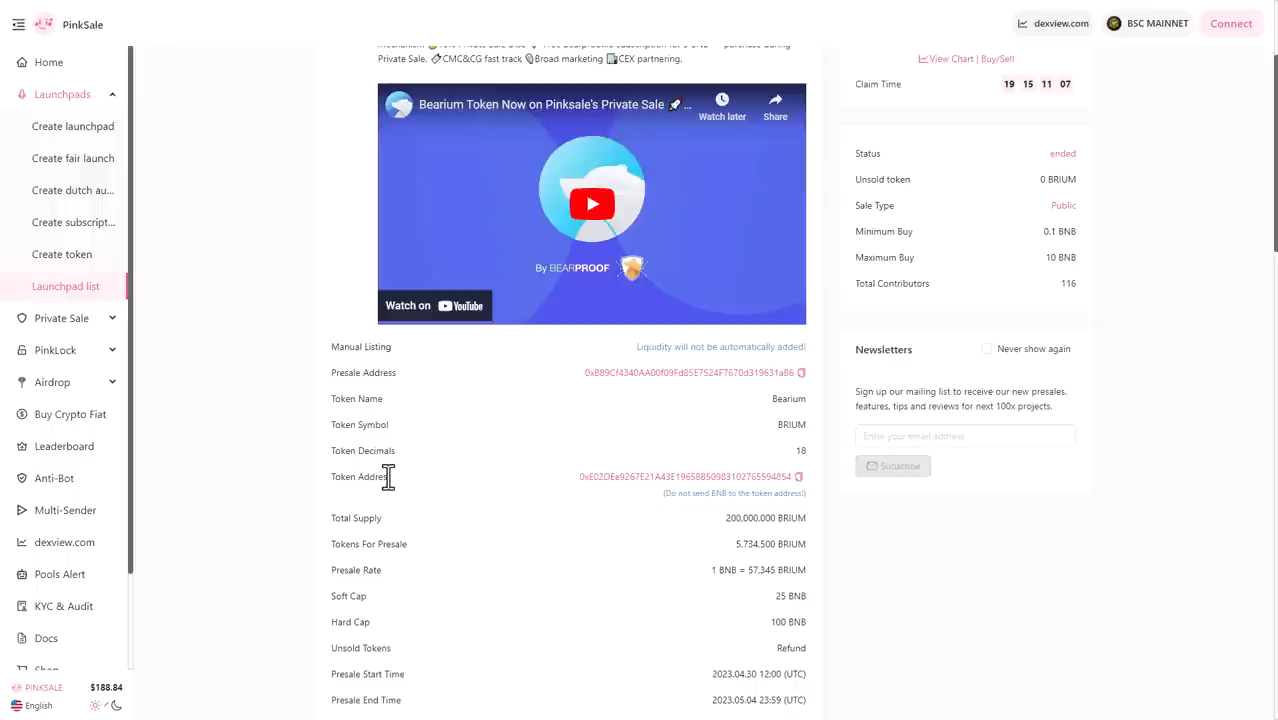 PinkSale
dexview.com
BSC MAINNET
Connect
Home
Launchpads
Create launchpad
Create fair launch
Create dutch au...
Create subscript...
Create token
Launchpad list
Private Sale
PinkLock
Airdrop
Buy Crypto Fiat
Leaderboard
Anti-Bot
Multi-Sender
dexview.com
Pools Alert
KYC & Audit
Docs
Shop
PINKSALE $188.84
English
purchase during
Private Sale. CMC&CG fast track. Broad marketing CEX partnering.
Bearium Token Now on Pinksale's Private Sale ...
Watch later
Share
By BEARPROOF
Watch on YouTube
Manual Listing Liquidity will not be automatically added!
Presale Address 0xB89Cf4340AA00f09Fd85E7524F7670d319631aB6
Token Name Bearium
Token Symbol BRIUM
Token Decimals 18
Token Address 0xE02DEe9267E21A43E19658B50983102765594854
(Do not send BNB to the token address!)
Total Supply 200,000,000 BRIUM
Tokens For Presale 5,734,500 BRIUM
Presale Rate 1 BNB = 57,345 BRIUM
Soft Cap 25 BNB
Hard Cap 100 BNB
Unsold Tokens Refund
Presale Start Time 2023.04.30 12:00 (UTC)
Presale End Time 2023.05.04 23:59 (UTC)
View Chart | Buy/Sell
Claim Time 19 15 11 07
Status ended
Unsold token 0 BRIUM
Sale Type Public
Minimum Buy 0.1 BNB
Maximum Buy 10 BNB
Total Contributors 116
Newsletters Never show again
Sign up our mailing list to receive our new presales,
features, tips and reviews for next 100x projects.
Enter your email address
Subscribe